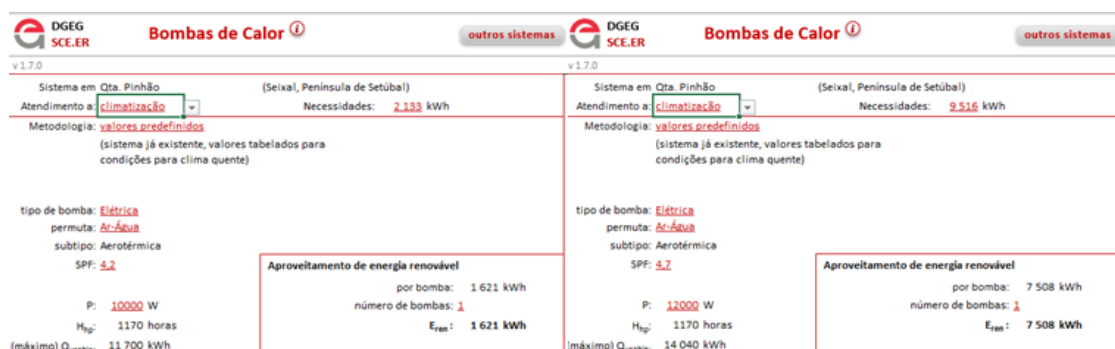 DGEG
SCE.ER
Bombas de Calor i
outros sistemas
v 1.7.0
Sistema em Qta. Pinhão (Seixal, Península de Setúbal)
Atendimento a: climatização Necessidades: 2 133 kWh
Metodologia: valores predefinidos
(sistema já existente, valores tabelados para
condições para clima quente)
tipo de bomba: Elétrica
permuta: Ar-Água
subtipo: Aerotérmica
SPF: 4,2
Aproveitamento de energia renovável
por bomba: 1 621 kWh
P: 10000 W
número de bombas: 1
Hhp: 1170 horas
Eren: 1 621 kWh
(máximo) 11 700 kWh
DGEG
SCE.ER
Bombas de Calor i
outros sistemas
v 1.7.0
Sistema em Qta. Pinhão (Seixal, Península de Setúbal)
Atendimento a: climatização Necessidades: 9 516 kWh
Metodologia: valores predefinidos
(sistema já existente, valores tabelados para
condições para clima quente)
tipo de bomba: Elétrica
permuta: Ar-Água
subtipo: Aerotérmica
SPF: 4,7
Aproveitamento de energia renovável
por bomba: 7 508 kWh
P: 12000 W
número de bombas: 1
Hhp: 1170 horas
Eren: 7 508 kWh
máximo) 14 040 kWh